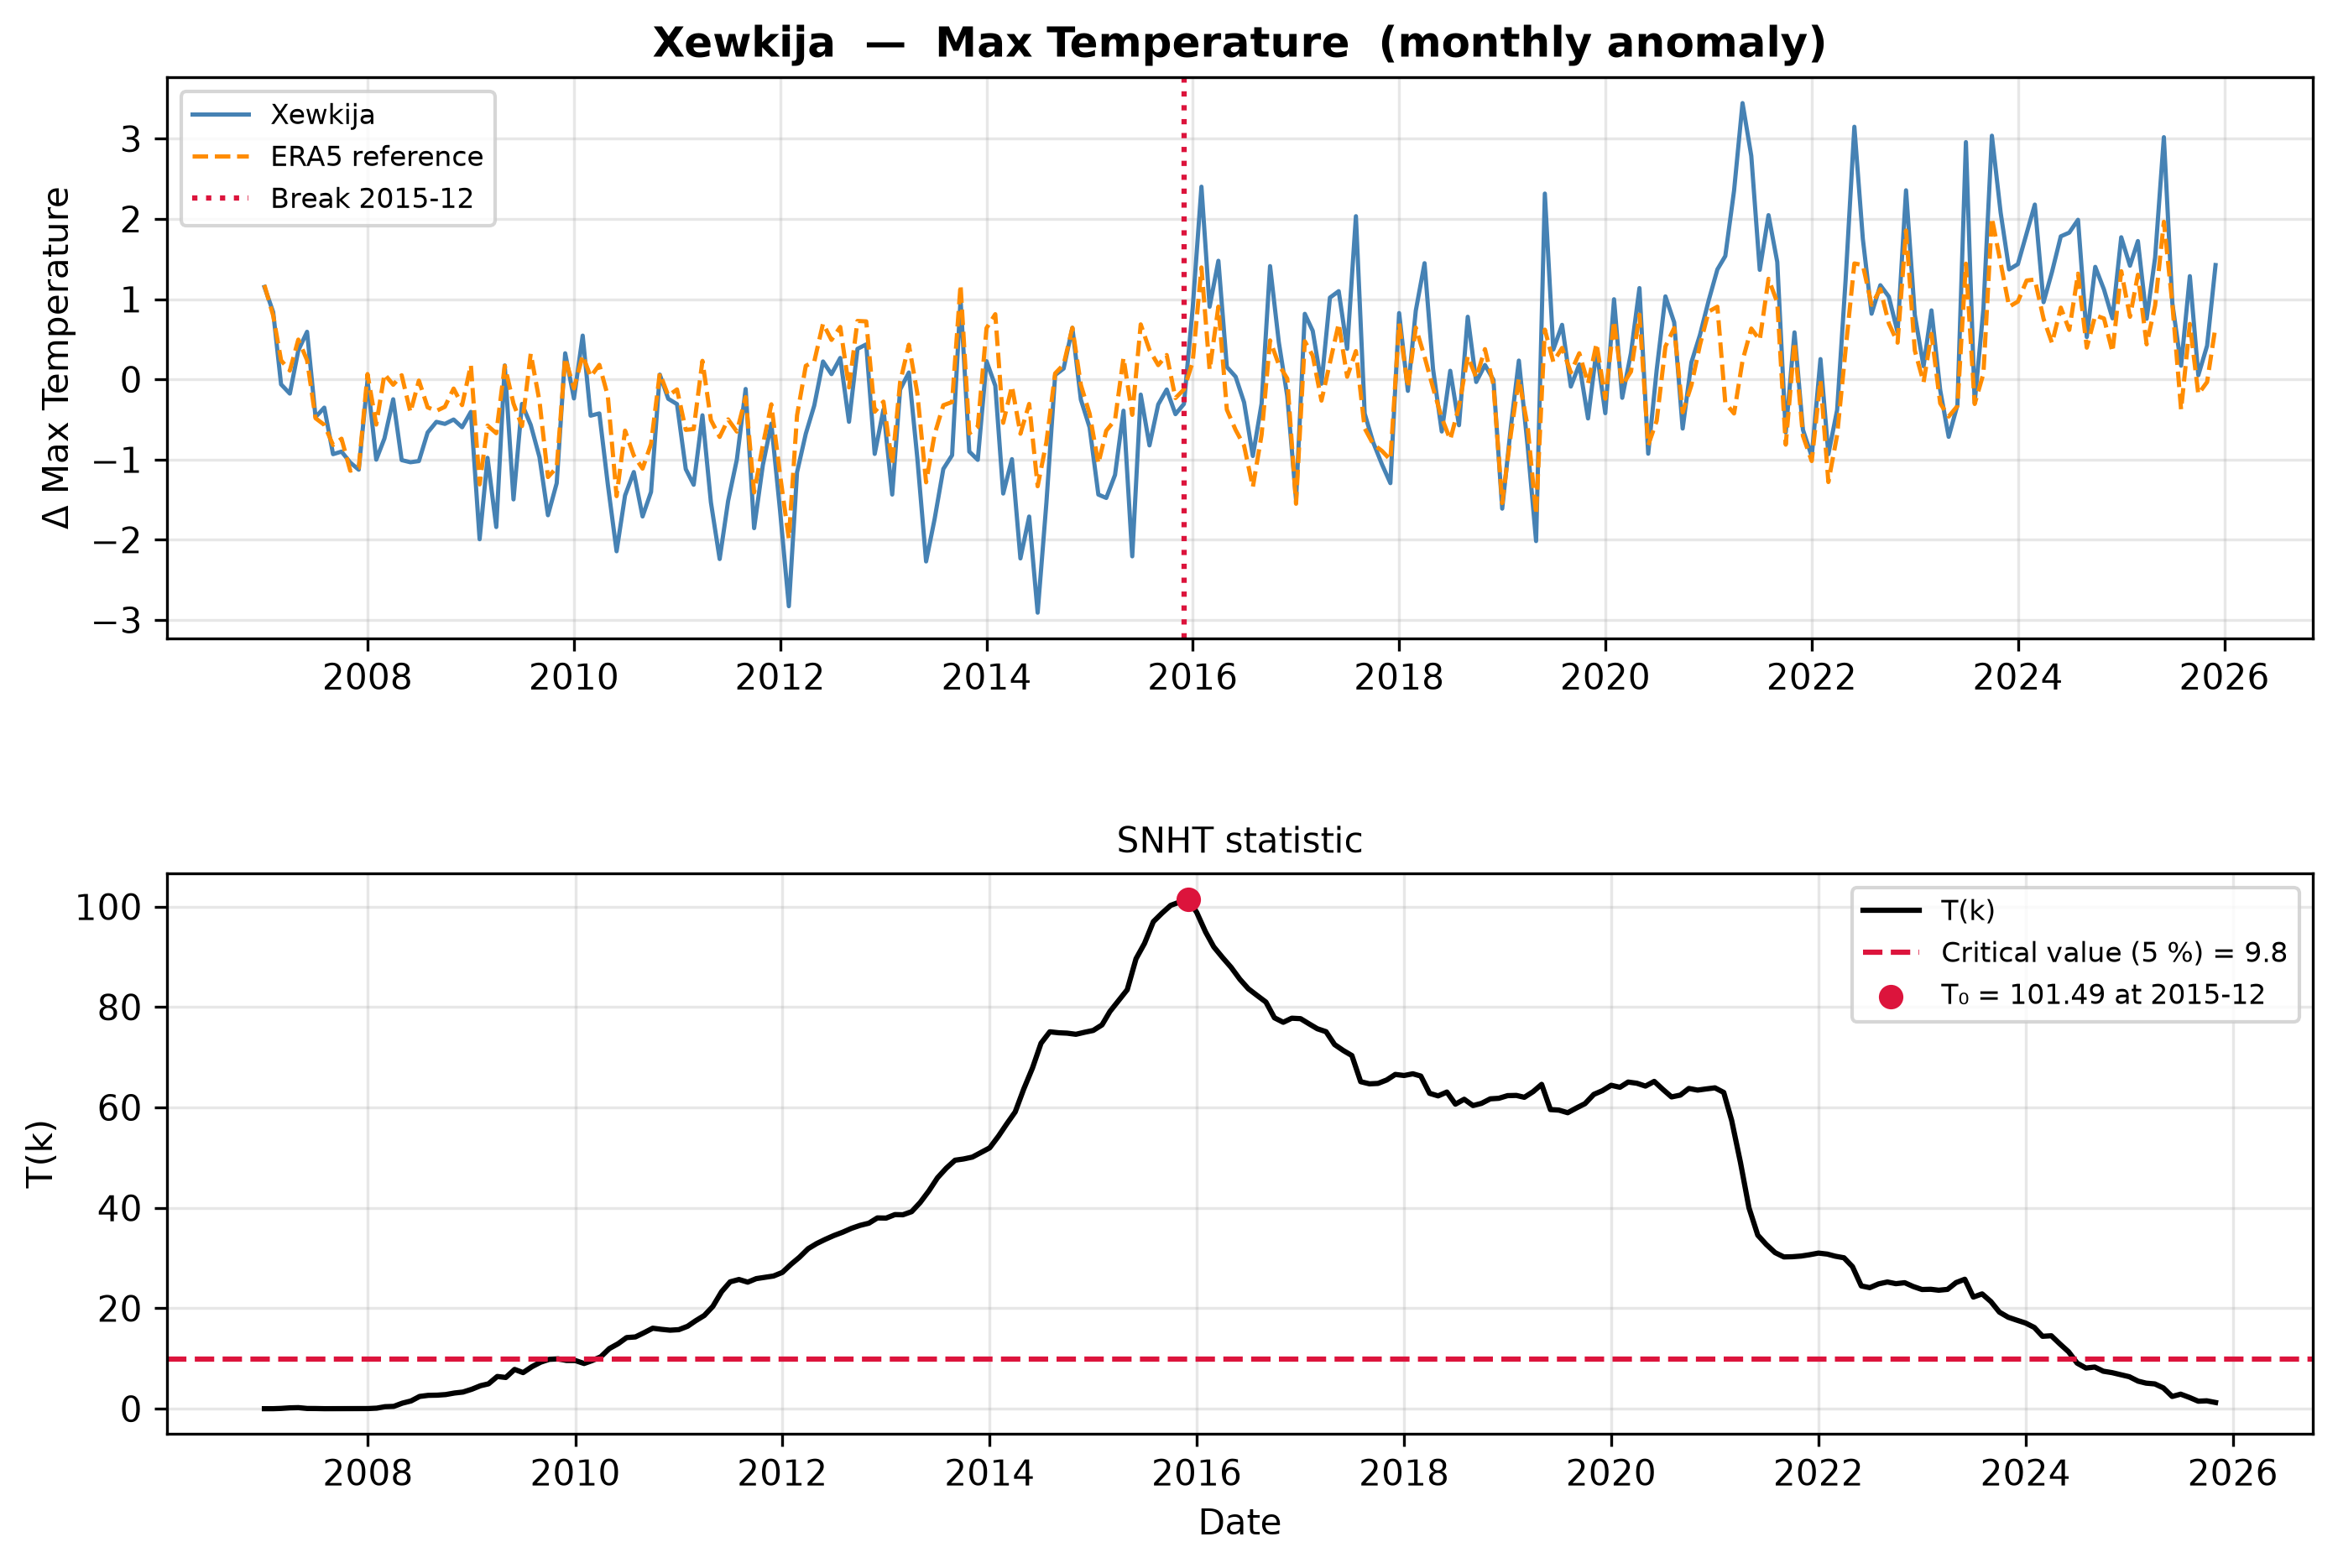 Xewkija — Max Temperature (monthly anomaly)
Xewkija
ERA5 reference
Break 2015-12
Δ Max Temperature
3
2
1
0
−1
−2
−3
2008 2010 2012 2014 2016 2018 2020 2022 2024 2026
SNHT statistic
T(k)
Critical value (5 %) = 9.8
T₀ = 101.49 at 2015-12
T(k)
100
80
60
40
20
0
2008 2010 2012 2014 2016 2018 2020 2022 2024 2026
Date